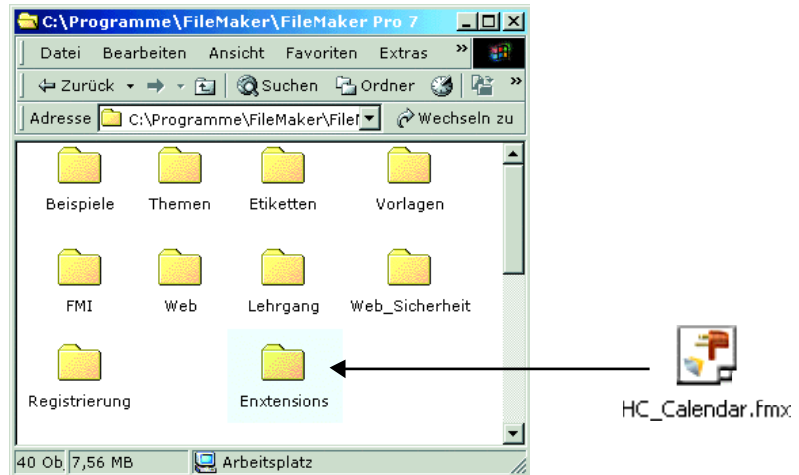 C:\Programme\FileMaker\FileMaker Pro 7
Datei Bearbeiten Ansicht Favoriten Extras »
Zurück Suchen Ordner »
Adresse C:\Programme\FileMaker\File Wechseln zu
Beispiele Themen Etiketten Vorlagen
FMI Web Lehrgang Web_Sicherheit
Registrierung Enxtensions
HC_Calendar.fmx
40 Ob. 7,56 MB Arbeitsplatz